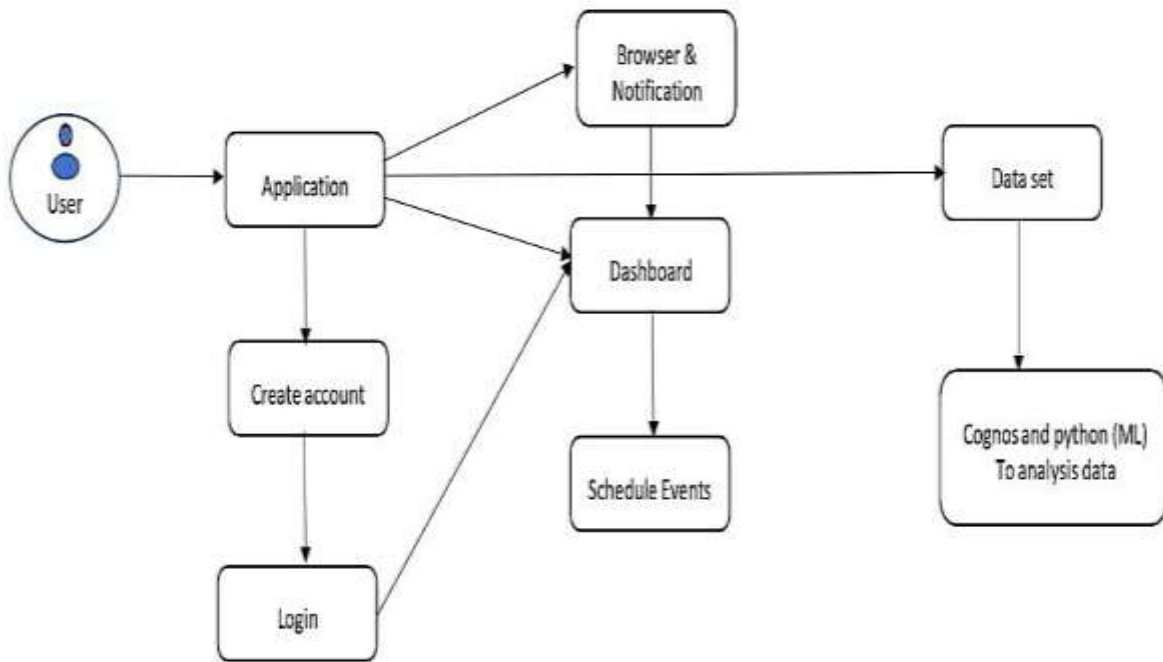 Browser &
Notification
User
Application
Data set
Dashboard
Create account
Cognos and python (ML)
To analysis data
Schedule Events
Login